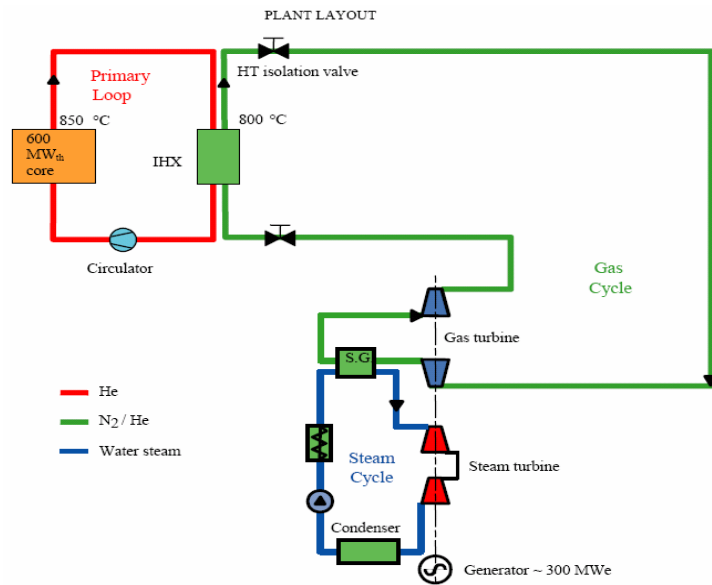 PLANT LAYOUT
HT isolation valve
Primary
Loop
850 °C
800 °C
600
MWth
core
IHX
Circulator
Gas
Cycle
Gas turbine
S.G
He
N2 / He
Water steam
Steam
Cycle
Steam turbine
Condenser
Generator ~ 300 MWe